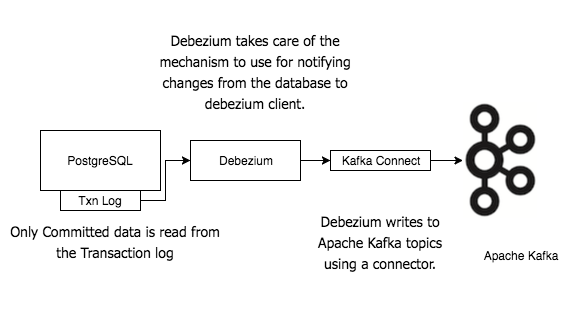 Debezium takes care of the
mechanism to use for notifying
changes from the database to
debezium client.
PostgreSQL
Debezium
Kafka Connect
Txn Log
Only Committed data is read from
the Transaction log
Debezium writes to
Apache Kafka topics
using a connector.
Apache Kafka